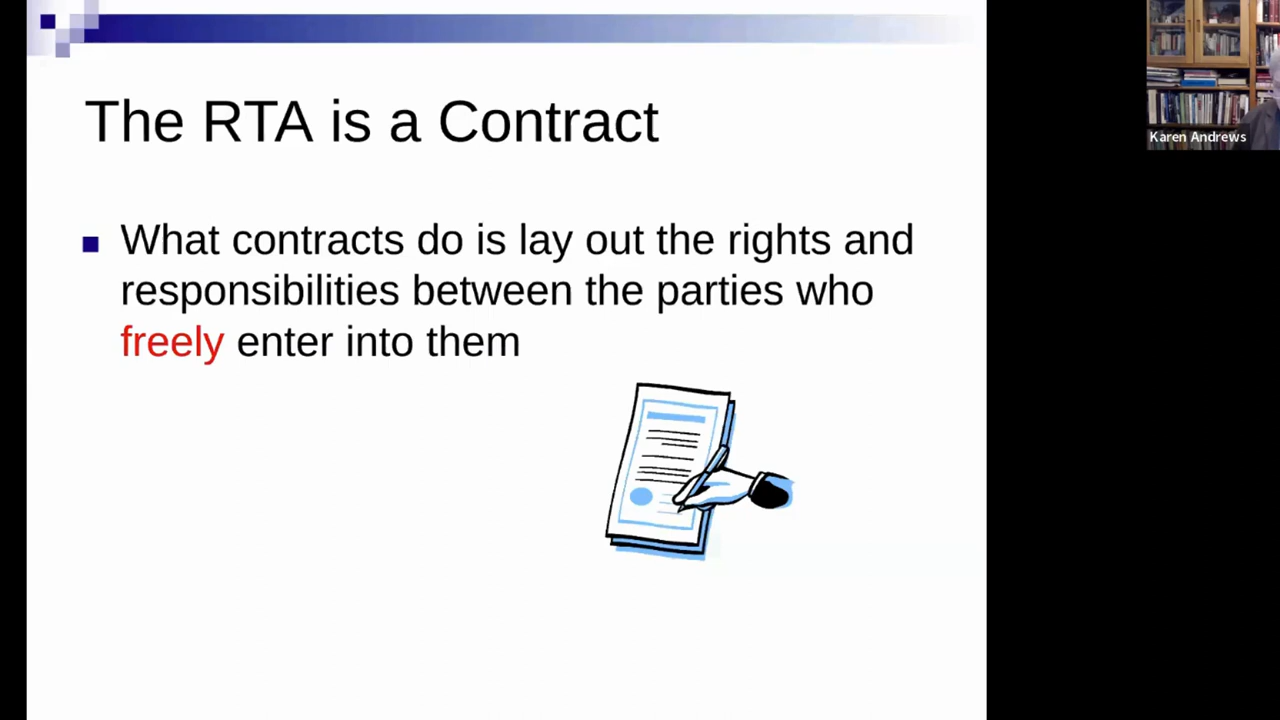 The RTA is a Contract
What contracts do is lay out the rights and
responsibilities between the parties who
freely enter into them
Karen Andrews